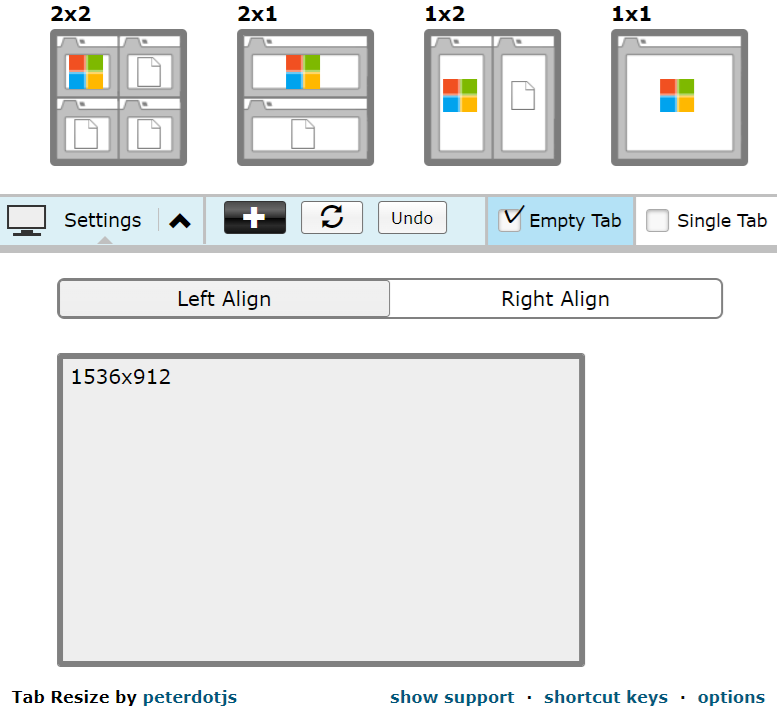 2x2 2x1 1x2 1x1
Settings Undo Empty Tab Single Tab
Left Align Right Align
1536x912
Tab Resize by peterdotjs show support · shortcut keys · options